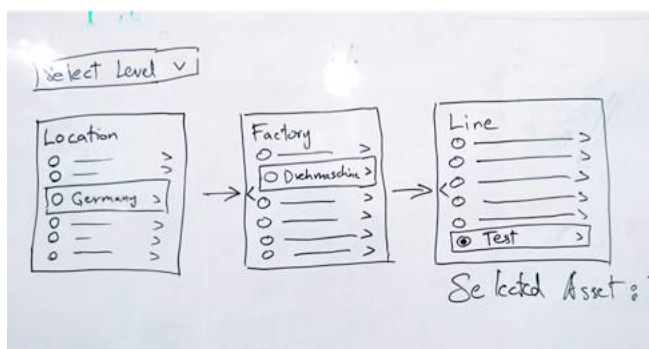 Select Level
Location
Germany
Factory
Drehmaschine
Line
Test
Selected Asset: